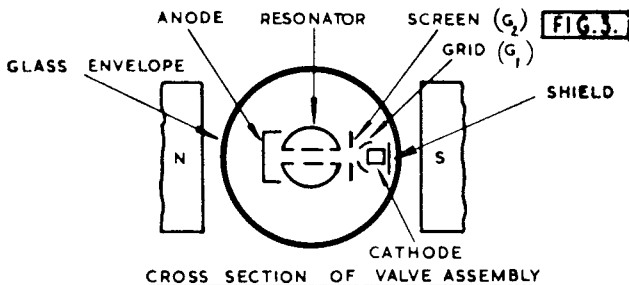 ANODE RESONATOR SCREEN (G2) FIG.3.
GRID (G1)
GLASS ENVELOPE
SHIELD
N S
CATHODE
CROSS SECTION OF VALVE ASSEMBLY